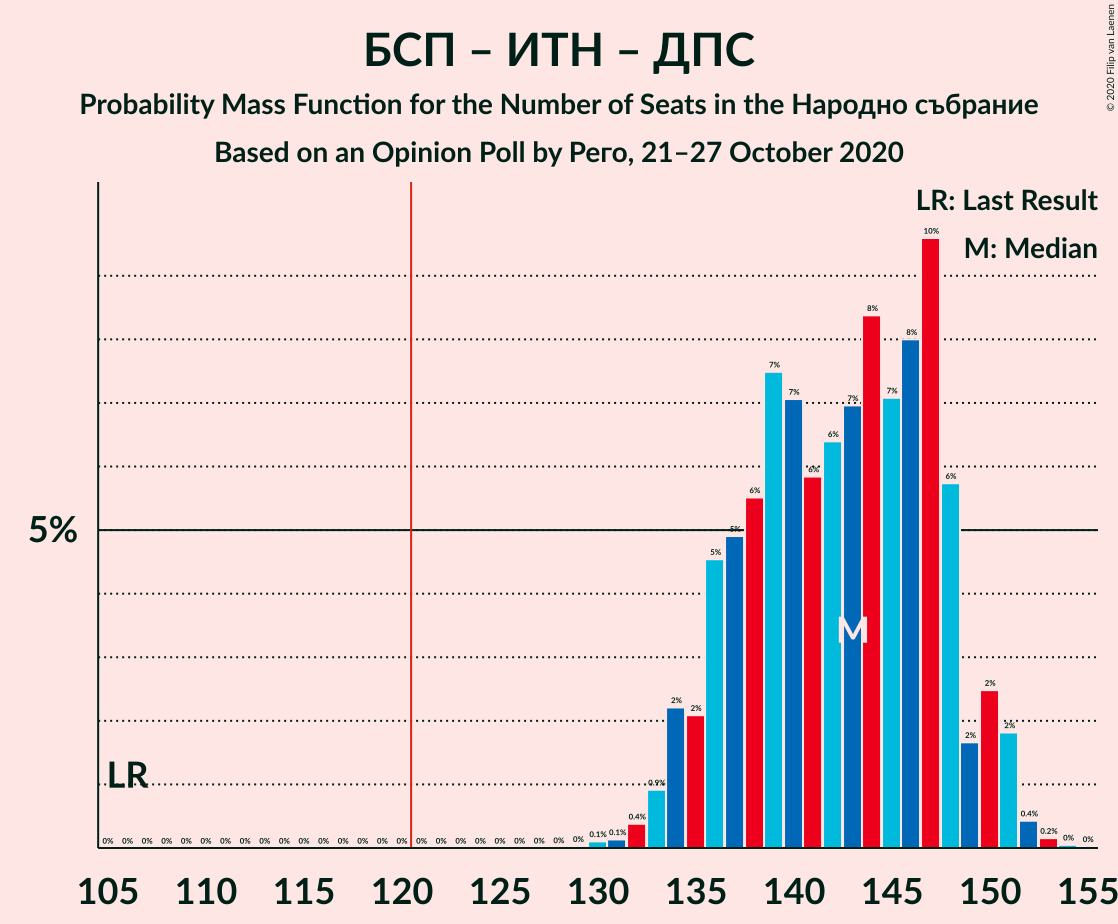 БСП – ИТН – ДПС
Probability Mass Function for the Number of Seats in the Народно събрание
Based on an Opinion Poll by Рего, 21–27 October 2020
© 2020 Filip van Laenen
LR: Last Result
M: Median
5%
LR
M
0% 0% 0% 0% 0% 0% 0% 0% 0% 0% 0% 0% 0% 0% 0% 0% 0% 0% 0% 0% 0% 0% 0% 0% 0% 0.1% 0.1% 0.4% 0.9% 2% 2% 5% 5% 6% 7% 7% 6% 6% 7% 8% 7% 8% 10% 6% 2% 2% 2% 0.4% 0.2% 0% 0%
105 110 115 120 125 130 135 140 145 150 155